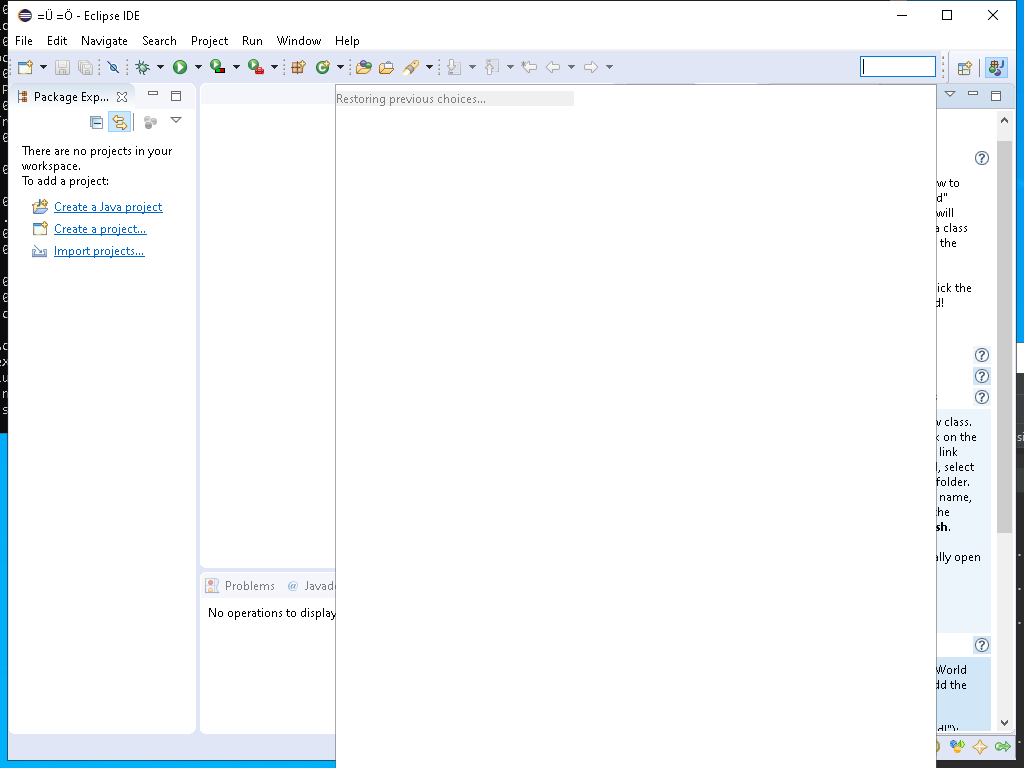 =Ü =Ö - Eclipse IDE
File Edit Navigate Search Project Run Window Help
Package Exp...
Restoring previous choices...
There are no projects in your
workspace.
To add a project:
Create a Java project
Create a project...
Import projects...
w to
d"
will
a class
the
ick the
d!
v class.
on the
link
, select
folder.
name,
the
sh.
ally open
Problems @ Javad
No operations to display
World
dd the
d!");